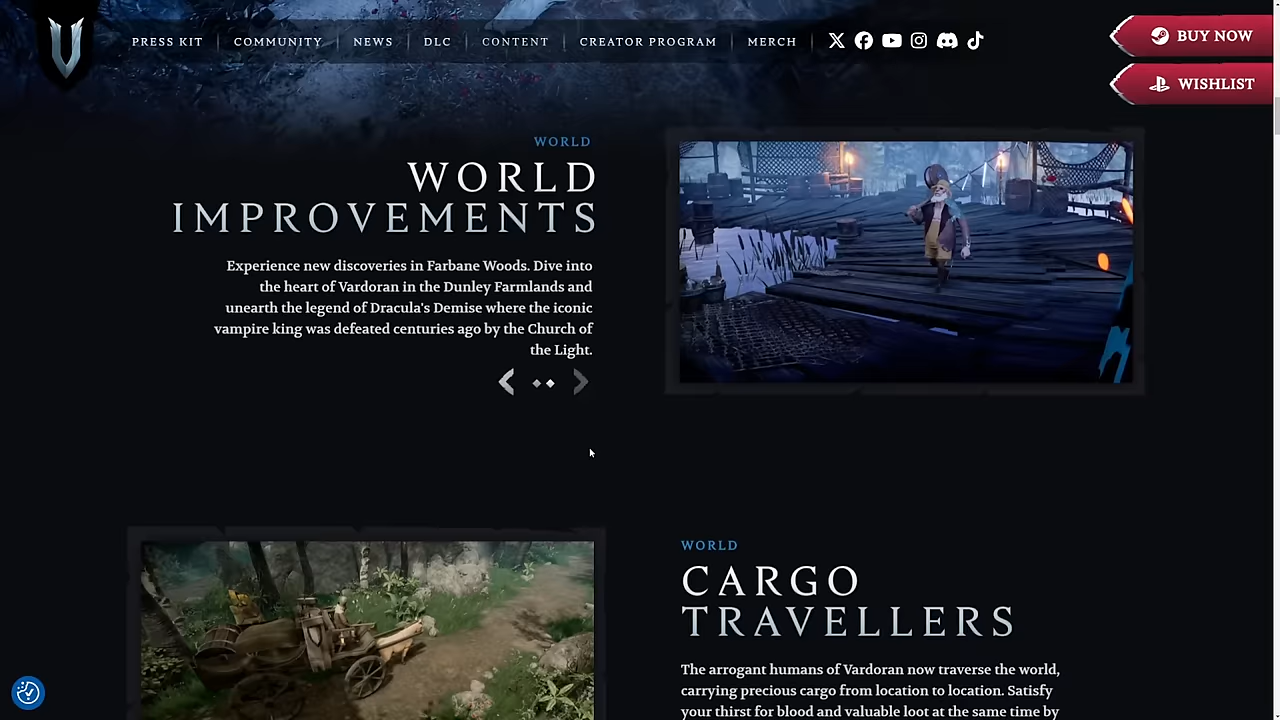 PRESS KIT
COMMUNITY
NEWS
DLC
CONTENT
CREATOR PROGRAM
MERCH
BUY NOW
WISHLIST
WORLD
WORLD
IMPROVEMENTS
Experience new discoveries in Farbane Woods. Dive into
the heart of Vardoran in the Dunley Farmlands and
unearth the legend of Dracula's Demise where the iconic
vampire king was defeated centuries ago by the Church of
the Light.
WORLD
CARGO
TRAVELLERS
The arrogant humans of Vardoran now traverse the world,
carrying precious cargo from location to location. Satisfy
your thirst for blood and valuable loot at the same time by